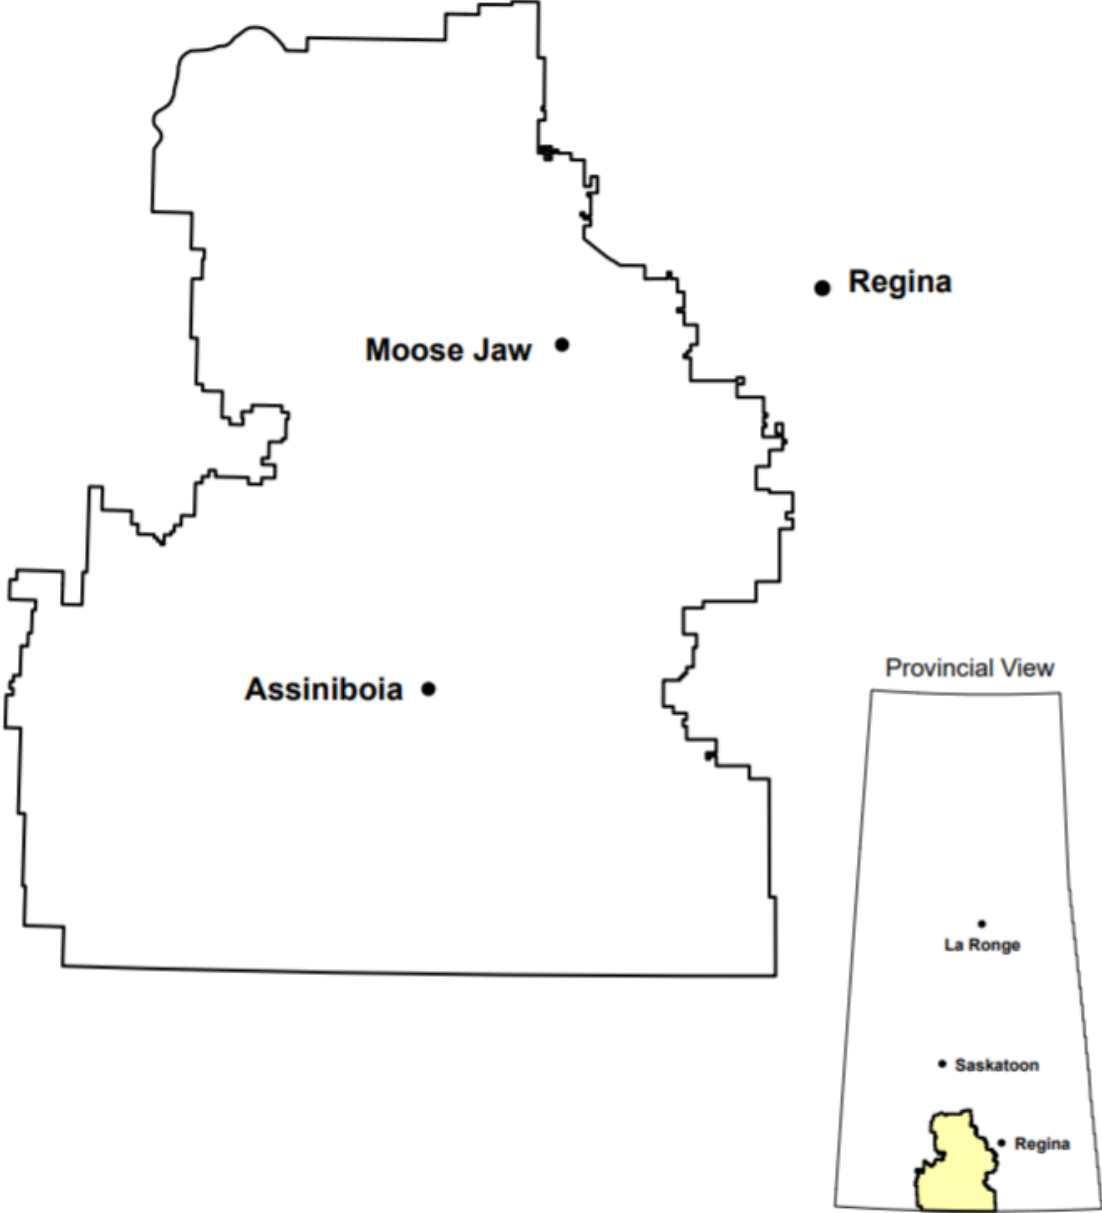 Regina
Moose Jaw
Assiniboia
Provincial View
La Ronge
Saskatoon
Regina